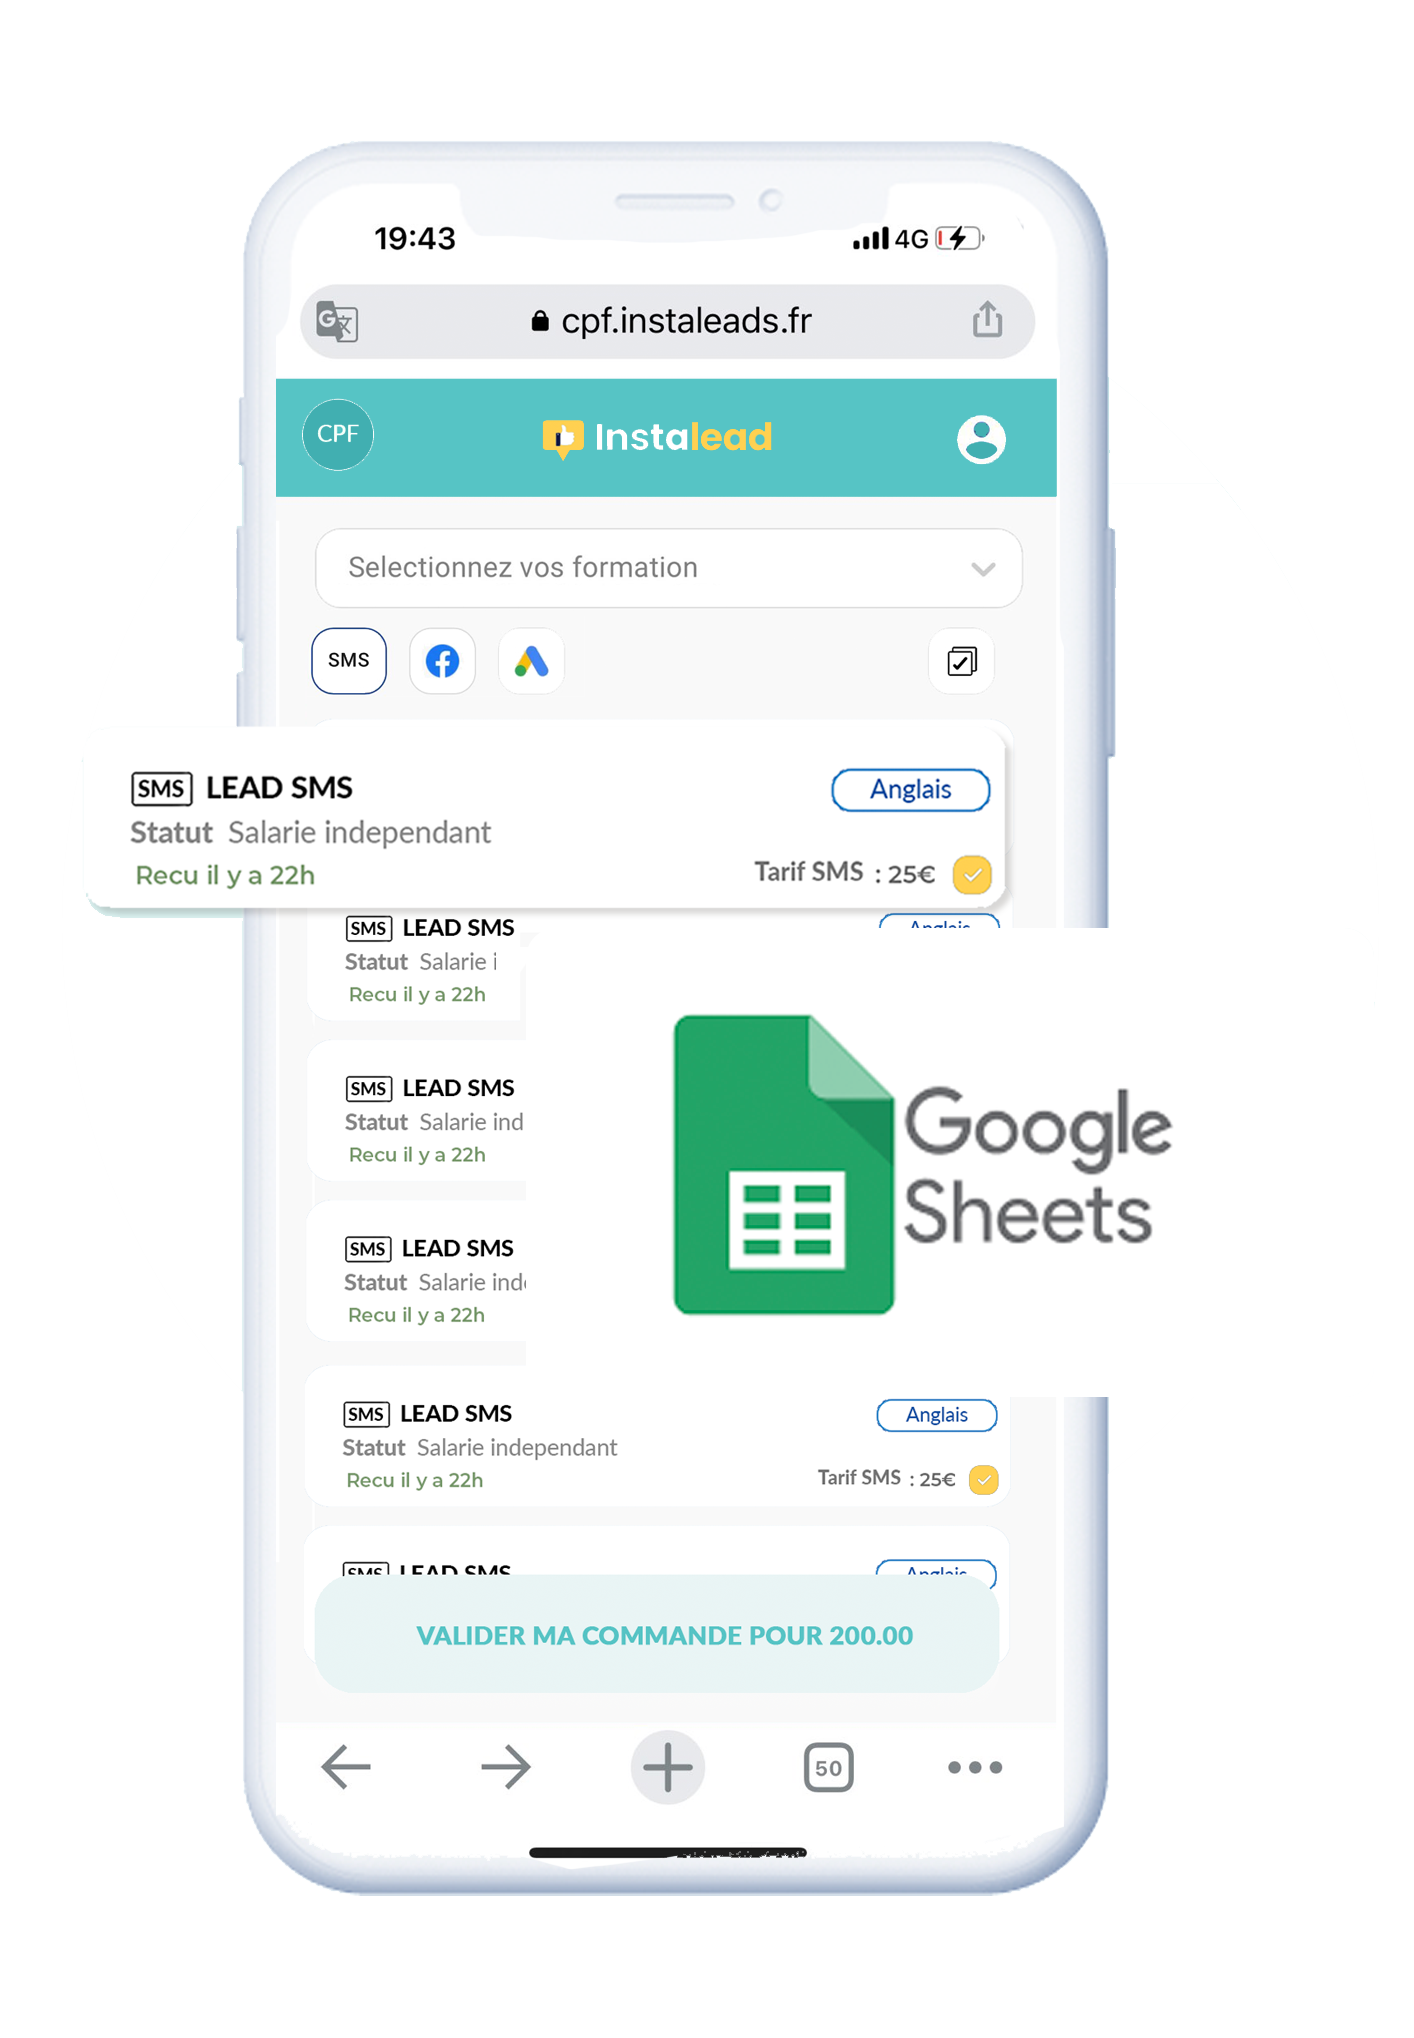 19:43
4G
cpf.instaleads.fr
CPF
Instalead
Selectionnez vos formation
SMS
SMS LEAD SMS
Anglais
Statut Salarie independant
Recu il y a 22h
Tarif SMS : 25€
SMS LEAD SMS
Anglais
Statut Salarie i
Recu il y a 22h
SMS LEAD SMS
Statut Salarie ind
Recu il y a 22h
SMS LEAD SMS
Statut Salarie ind
Recu il y a 22h
Google
Sheets
SMS LEAD SMS
Anglais
Statut Salarie independant
Recu il y a 22h
Tarif SMS : 25€
SMS LEAD SMS
Anglais
VALIDER MA COMMANDE POUR 200.00
50